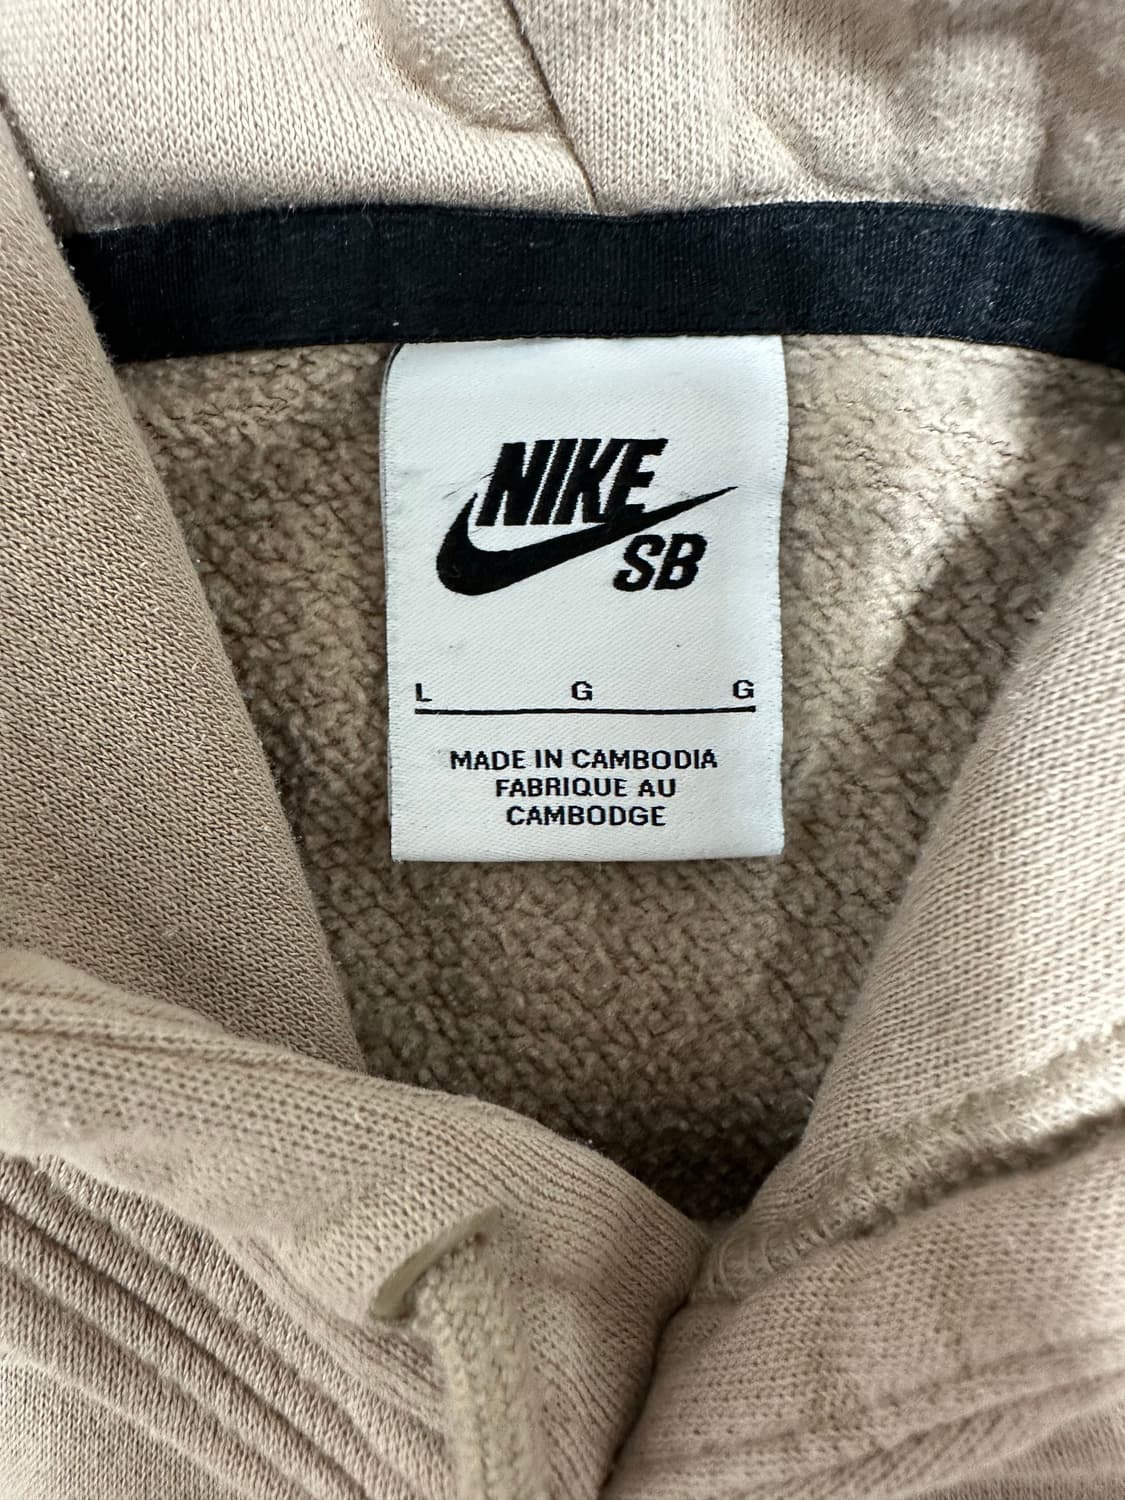 NIKE
SB
L G G
MADE IN CAMBODIA
FABRIQUE AU
CAMBODGE